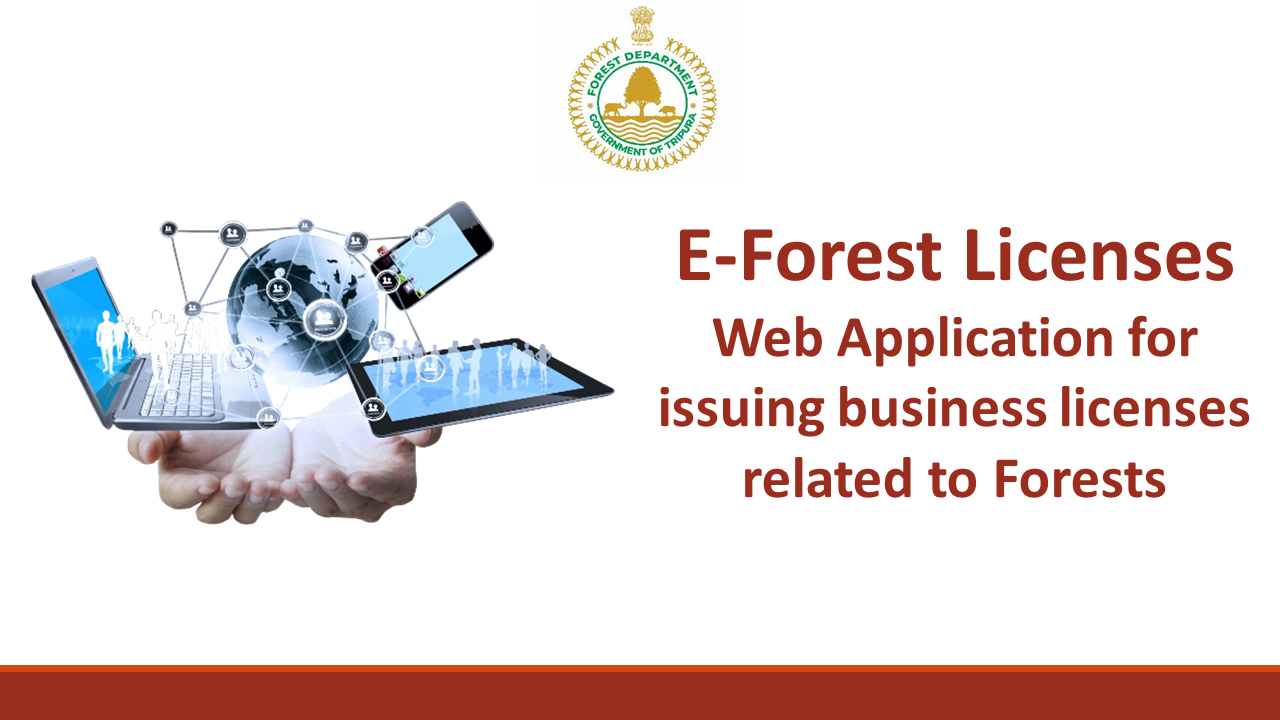 FOREST DEPARTMENT
GOVERNMENT OF TRIPURA
E-Forest Licenses
Web Application for
issuing business licenses
related to Forests